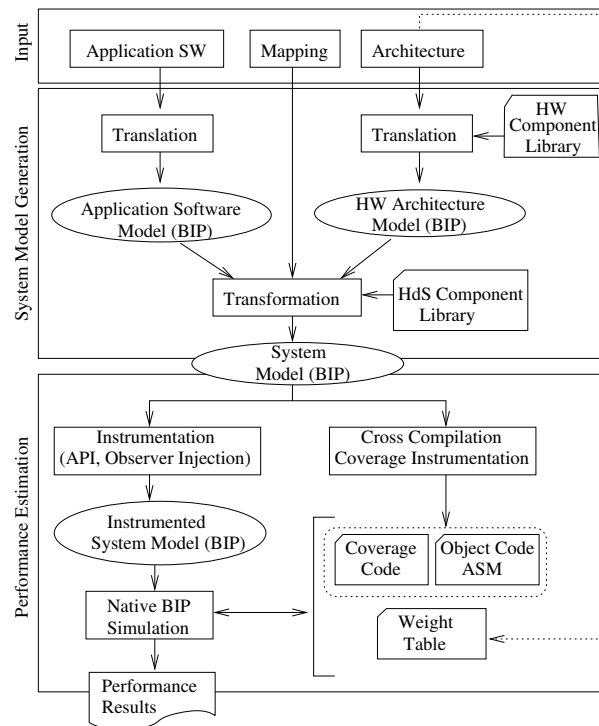 Input
Application SW
Mapping
Architecture
System Model Generation
Translation
Translation
HW
Component
Library
Application Software
Model (BIP)
HW Architecture
Model (BIP)
Transformation
HdS Component
Library
System
Model (BIP)
Performance Estimation
Instrumentation
(API, Observer Injection)
Cross Compilation
Coverage Instrumentation
Instrumented
System Model (BIP)
Coverage
Code
Object Code
ASM
Native BIP
Simulation
Weight
Table
Performance
Results